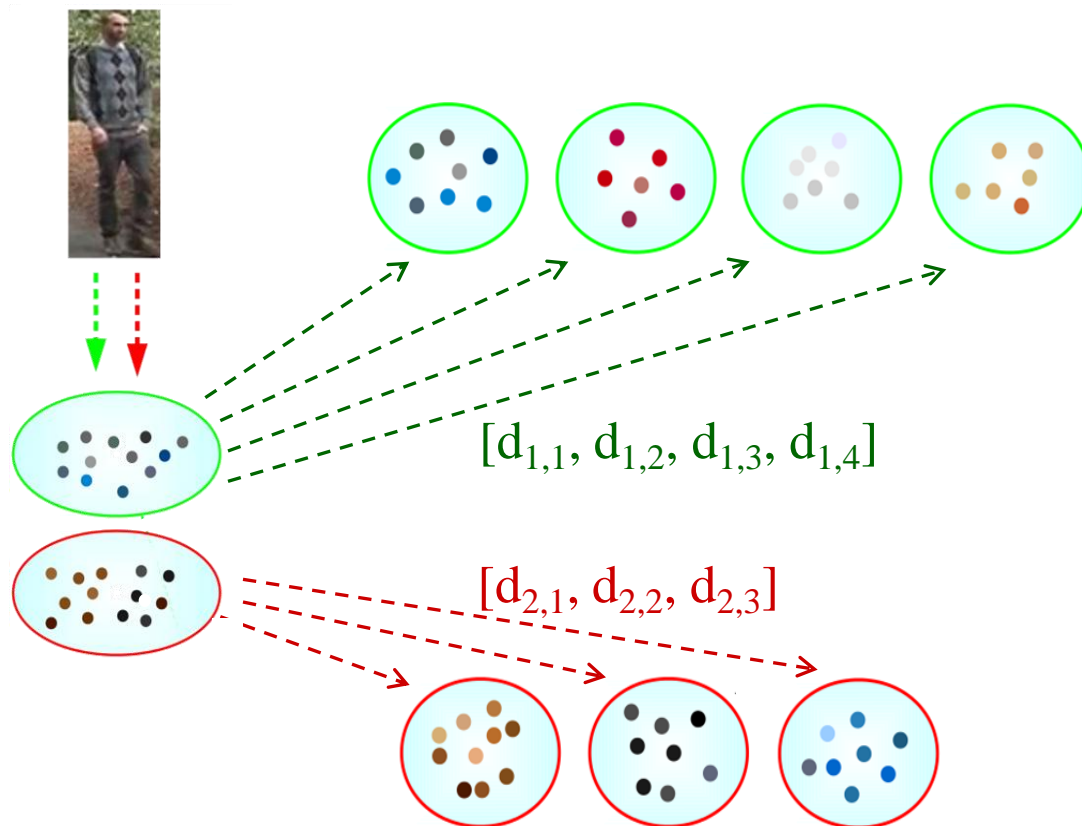 [d₁,₁, d₁,₂, d₁,₃, d₁,₄]
[d₂,₁, d₂,₂, d₂,₃]